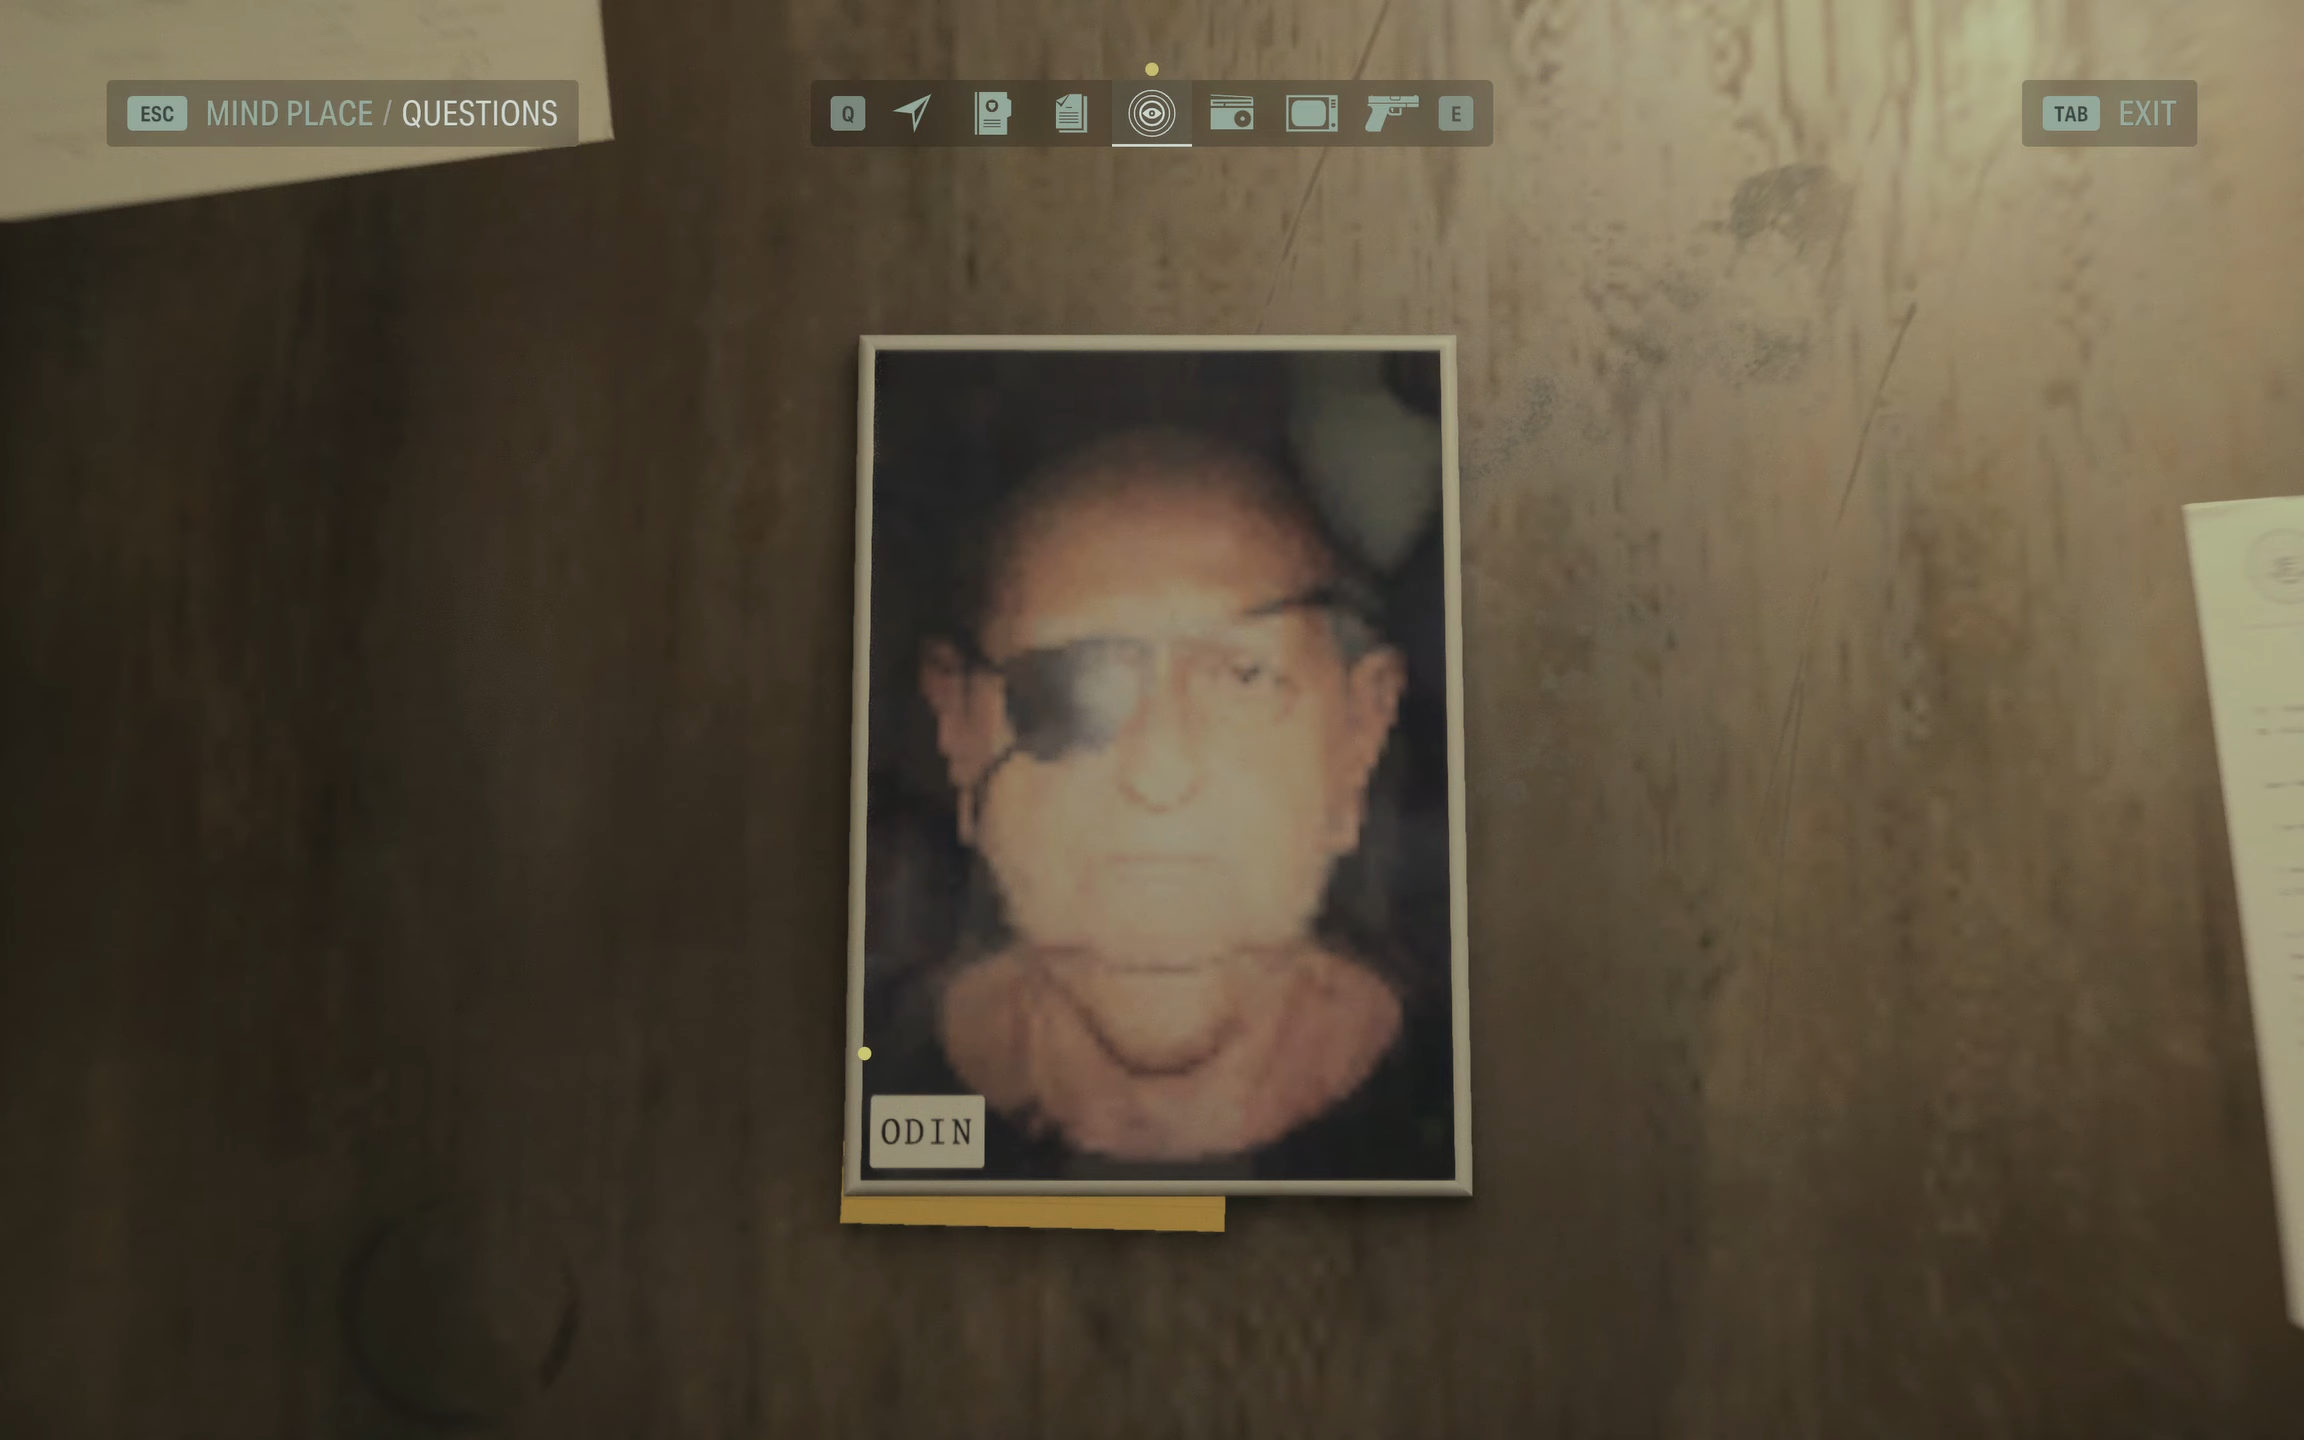 ESC MIND PLACE / QUESTIONS
Q E
TAB EXIT
ODIN